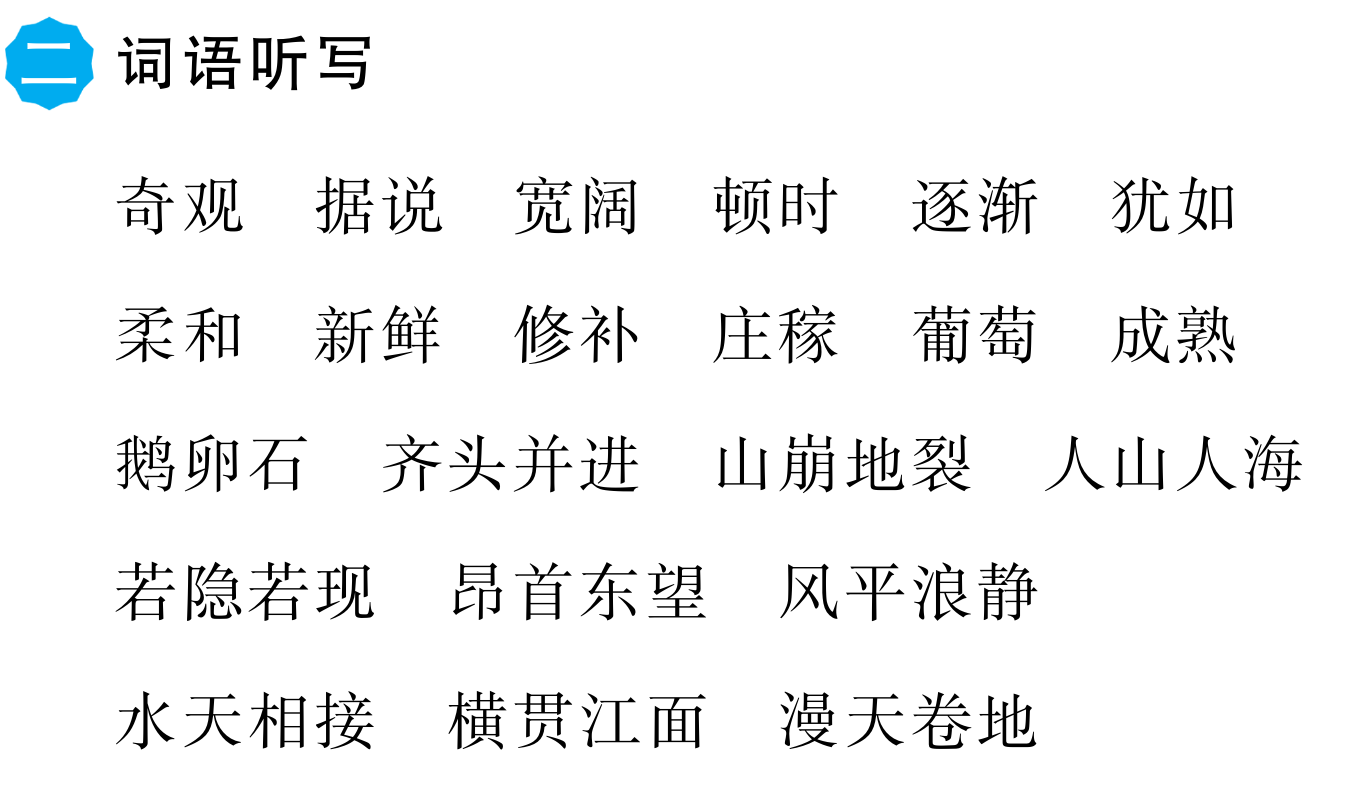 二 词语听写
奇观 据说 宽阔 顿时 逐渐 犹如
柔和 新鲜 修补 庄稼 葡萄 成熟
鹅卵石 齐头并进 山崩地裂 人山人海
若隐若现 昂首东望 风平浪静
水天相接 横贯江面 漫天卷地